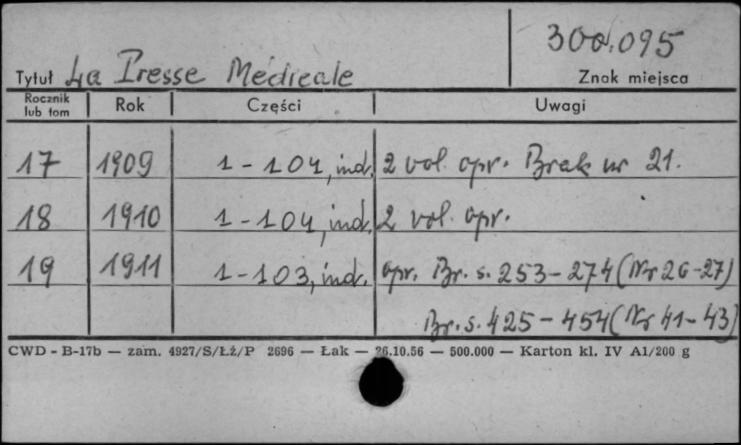 300.095
Tytuł La Presse Médicale Znak miejsca
Rocznik lub tom Rok Części Uwagi
17 1909 1-104, ind. 2 vol. opr. Brak nr 21.
18 1910 1-104, ind. 2 vol. opr.
19 1911 1-103, ind. opr. Br. s. 253-274 (Nr 26-27)
Br. s. 425-454 (Nr 41-43)
CWD - B-17b — zam. 4927/S/Łż/P 2696 — Łak — 26.10.56 — 500.000 — Karton kl. IV A1/200 g